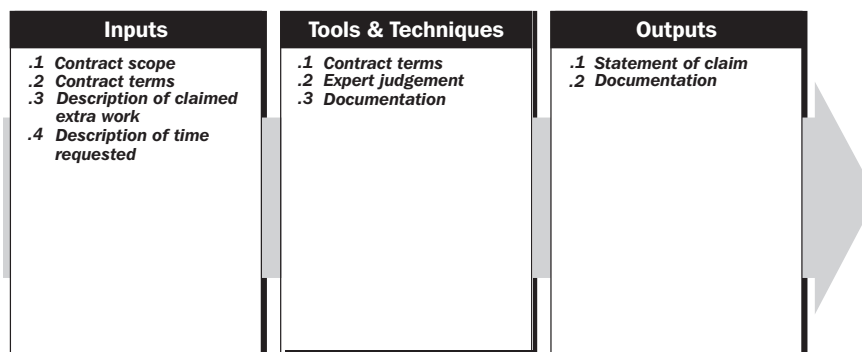 Inputs
.1 Contract scope
.2 Contract terms
.3 Description of claimed
extra work
.4 Description of time
requested
Tools & Techniques
.1 Contract terms
.2 Expert judgement
.3 Documentation
Outputs
.1 Statement of claim
.2 Documentation